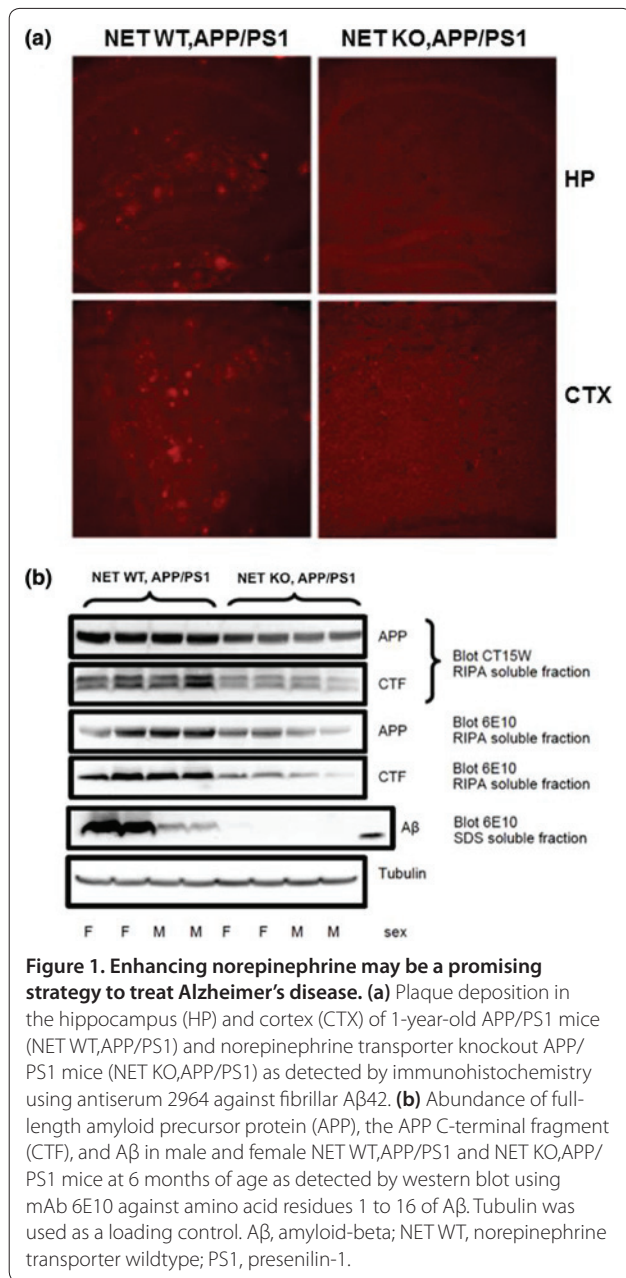 (a) NET WT,APP/PS1 NET KO,APP/PS1
HP
CTX
(b) NET WT, APP/PS1 NET KO, APP/PS1
APP
CTF
Blot CT15W
RIPA soluble fraction
APP
Blot 6E10
RIPA soluble fraction
CTF
Blot 6E10
RIPA soluble fraction
Aβ
Blot 6E10
SDS soluble fraction
Tubulin
F F M M F F M M sex
Figure 1. Enhancing norepinephrine may be a promising
strategy to treat Alzheimer's disease. (a) Plaque deposition in
the hippocampus (HP) and cortex (CTX) of 1-year-old APP/PS1 mice
(NET WT,APP/PS1) and norepinephrine transporter knockout APP/
PS1 mice (NET KO,APP/PS1) as detected by immunohistochemistry
using antiserum 2964 against fibrillar Aβ42. (b) Abundance of full-
length amyloid precursor protein (APP), the APP C-terminal fragment
(CTF), and Aβ in male and female NET WT,APP/PS1 and NET KO,APP/
PS1 mice at 6 months of age as detected by western blot using
mAb 6E10 against amino acid residues 1 to 16 of Aβ. Tubulin was
used as a loading control. Aβ, amyloid-beta; NET WT, norepinephrine
transporter wildtype; PS1, presenilin-1.